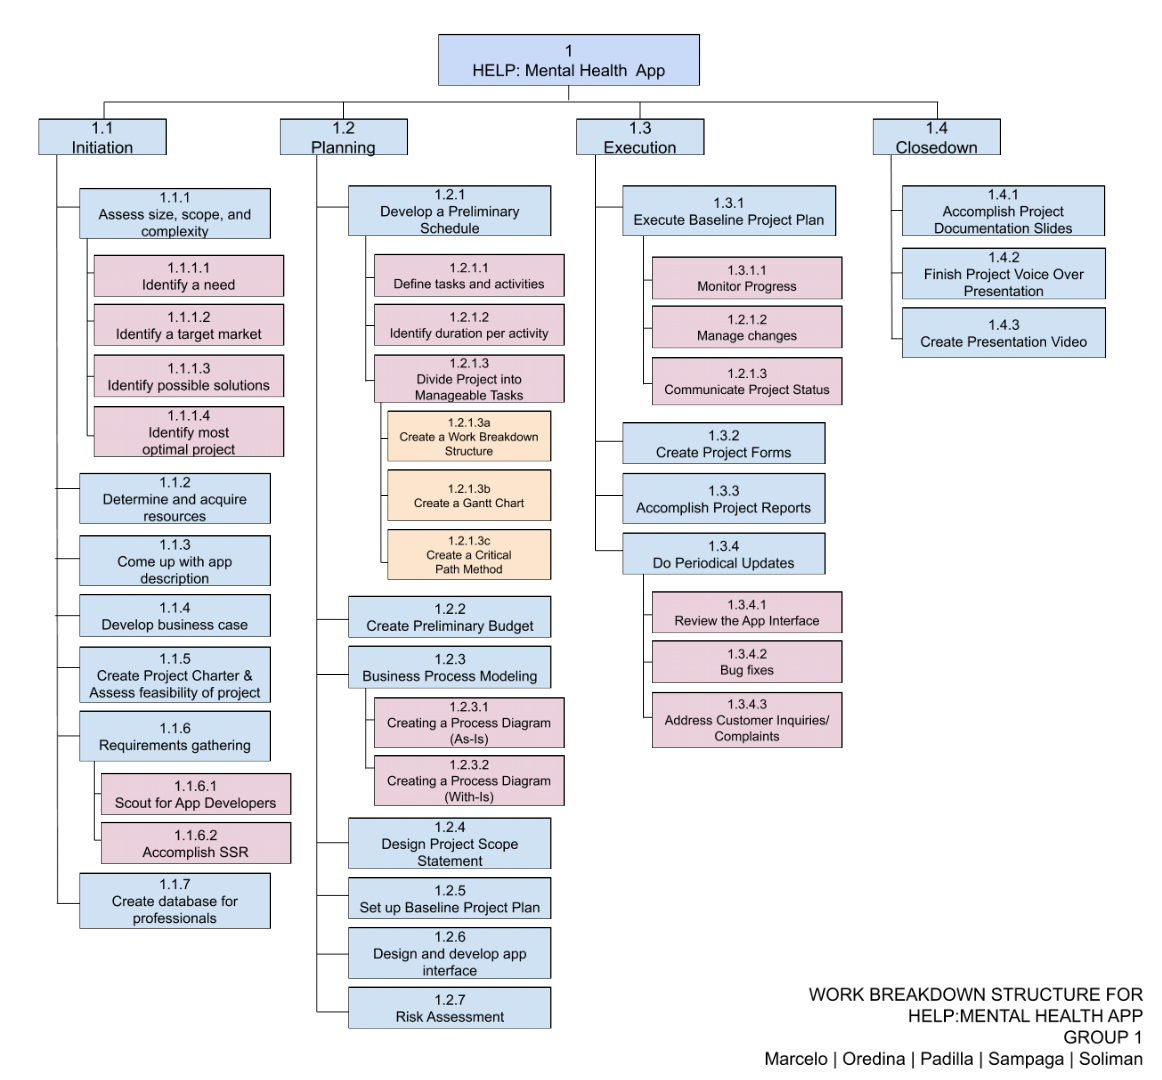 1
HELP: Mental Health App
1.1
Initiation
1.1.1
Assess size, scope, and
complexity
1.1.1.1
Identify a need
1.1.1.2
Identify a target market
1.1.1.3
Identify possible solutions
1.1.1.4
Identify most
optimal project
1.1.2
Determine and acquire
resources
1.1.3
Come up with app
description
1.1.4
Develop business case
1.1.5
Create Project Charter &
Assess feasibility of project
1.1.6
Requirements gathering
1.1.6.1
Scout for App Developers
1.1.6.2
Accomplish SSR
1.1.7
Create database for
professionals
1.2
Planning
1.2.1
Develop a Preliminary
Schedule
1.2.1.1
Define tasks and activities
1.2.1.2
Identify duration per activity
1.2.1.3
Divide Project into
Manageable Tasks
1.2.1.3a
Create a Work Breakdown
Structure
1.2.1.3b
Create a Gantt Chart
1.2.1.3c
Create a Critical
Path Method
1.2.2
Create Preliminary Budget
1.2.3
Business Process Modeling
1.2.3.1
Creating a Process Diagram
(As-Is)
1.2.3.2
Creating a Process Diagram
(With-Is)
1.2.4
Design Project Scope
Statement
1.2.5
Set up Baseline Project Plan
1.2.6
Design and develop app
interface
1.2.7
Risk Assessment
1.3
Execution
1.3.1
Execute Baseline Project Plan
1.3.1.1
Monitor Progress
1.2.1.2
Manage changes
1.2.1.3
Communicate Project Status
1.3.2
Create Project Forms
1.3.3
Accomplish Project Reports
1.3.4
Do Periodical Updates
1.3.4.1
Review the App Interface
1.3.4.2
Bug fixes
1.3.4.3
Address Customer Inquiries/
Complaints
1.4
Closedown
1.4.1
Accomplish Project
Documentation Slides
1.4.2
Finish Project Voice Over
Presentation
1.4.3
Create Presentation Video
WORK BREAKDOWN STRUCTURE FOR
HELP:MENTAL HEALTH APP
GROUP 1
Marcelo | Oredina | Padilla | Sampaga | Soliman